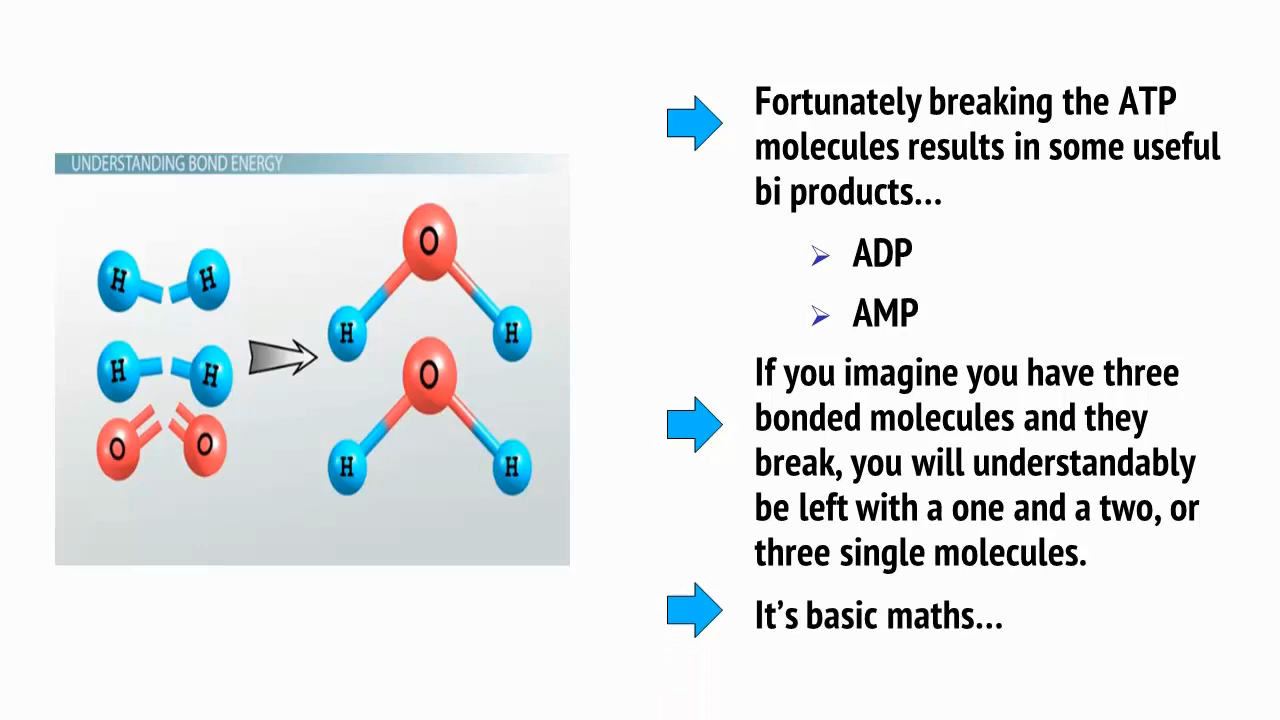 UNDERSTANDING BOND ENERGY
H H
H H
O O
O
H H
O
H H
Fortunately breaking the ATP
molecules results in some useful
bi products...
ADP
AMP
If you imagine you have three
bonded molecules and they
break, you will understandably
be left with a one and a two, or
three single molecules.
It's basic maths...